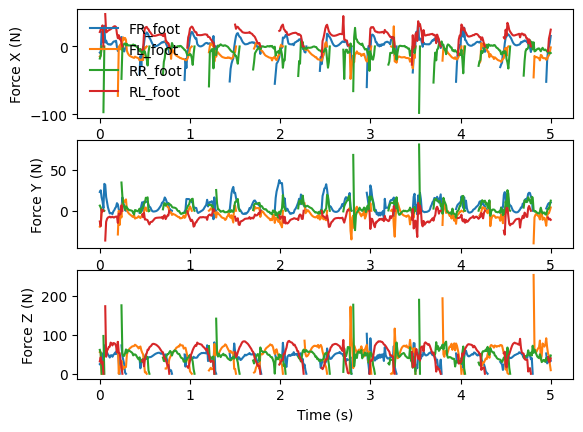 Force X (N)
0
−100
FR_foot
FL_foot
RR_foot
RL_foot
0 1 2 3 4 5
Force Y (N)
50
0
0 1 2 3 4 5
Force Z (N)
200
100
0
0 1 2 3 4 5
Time (s)